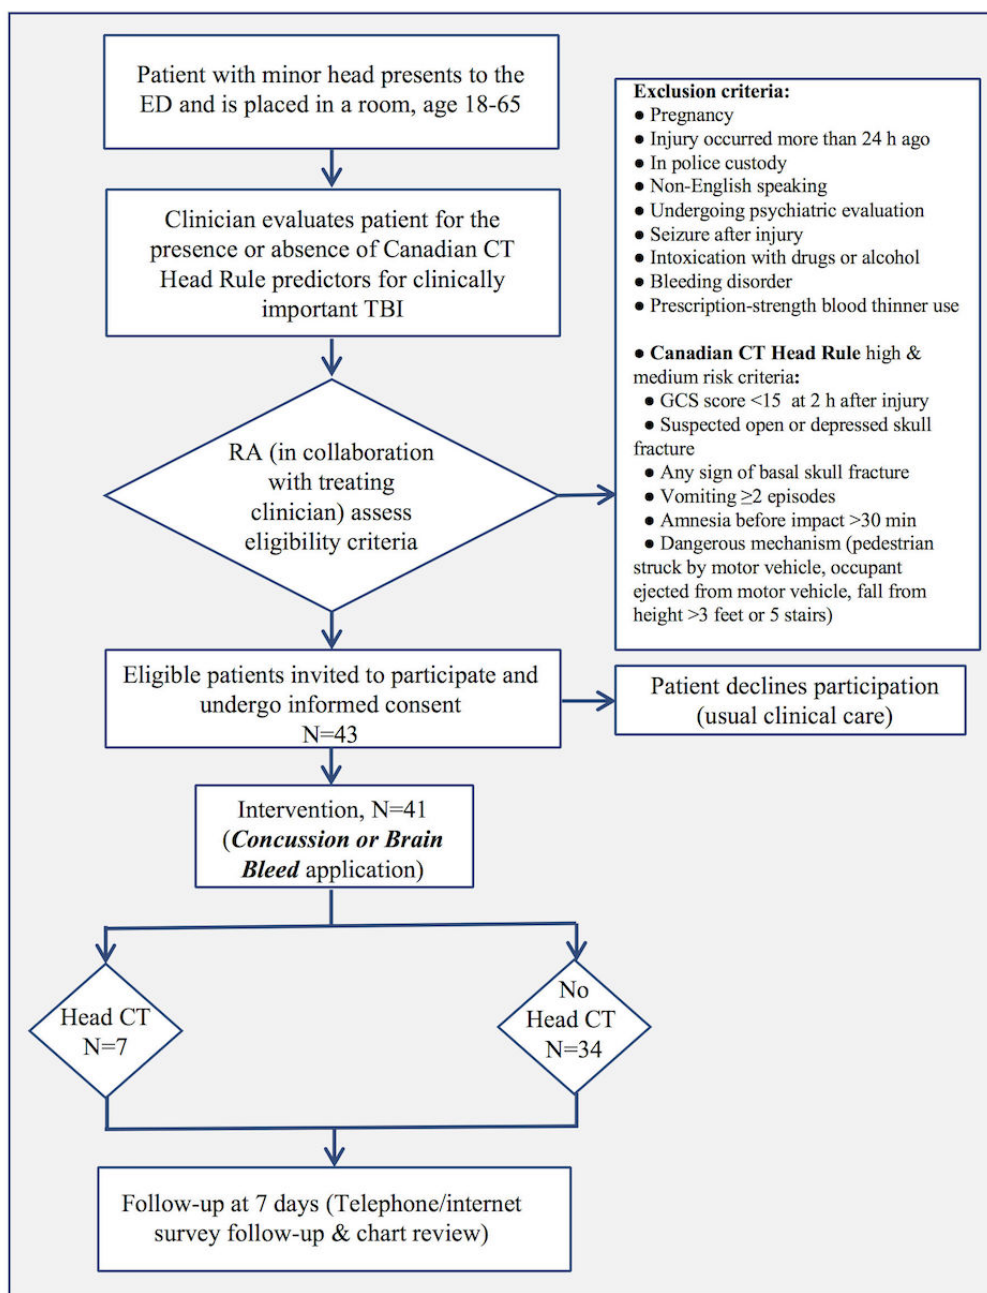 Patient with minor head presents to the
ED and is placed in a room, age 18-65
Clinician evaluates patient for the
presence or absence of Canadian CT
Head Rule predictors for clinically
important TBI
Exclusion criteria:
● Pregnancy
● Injury occurred more than 24 h ago
● In police custody
● Non-English speaking
● Undergoing psychiatric evaluation
● Seizure after injury
● Intoxication with drugs or alcohol
● Bleeding disorder
● Prescription-strength blood thinner use
● Canadian CT Head Rule high &
medium risk criteria:
● GCS score <15 at 2 h after injury
● Suspected open or depressed skull
fracture
● Any sign of basal skull fracture
● Vomiting ≥2 episodes
● Amnesia before impact >30 min
● Dangerous mechanism (pedestrian
struck by motor vehicle, occupant
ejected from motor vehicle, fall from
height >3 feet or 5 stairs)
RA (in collaboration
with treating
clinician) assess
eligibility criteria
Eligible patients invited to participate and
undergo informed consent
N=43
Patient declines participation
(usual clinical care)
Intervention, N=41
(Concussion or Brain
Bleed application)
Head CT
N=7
No
Head CT
N=34
Follow-up at 7 days (Telephone/internet
survey follow-up & chart review)